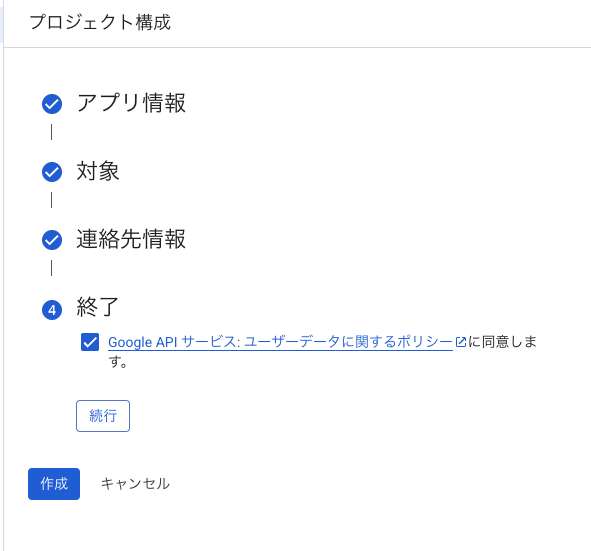 プロジェクト構成
アプリ情報
対象
連絡先情報
4 終了
Google API サービス: ユーザーデータに関するポリシーに同意しま
す。
続行
作成 キャンセル